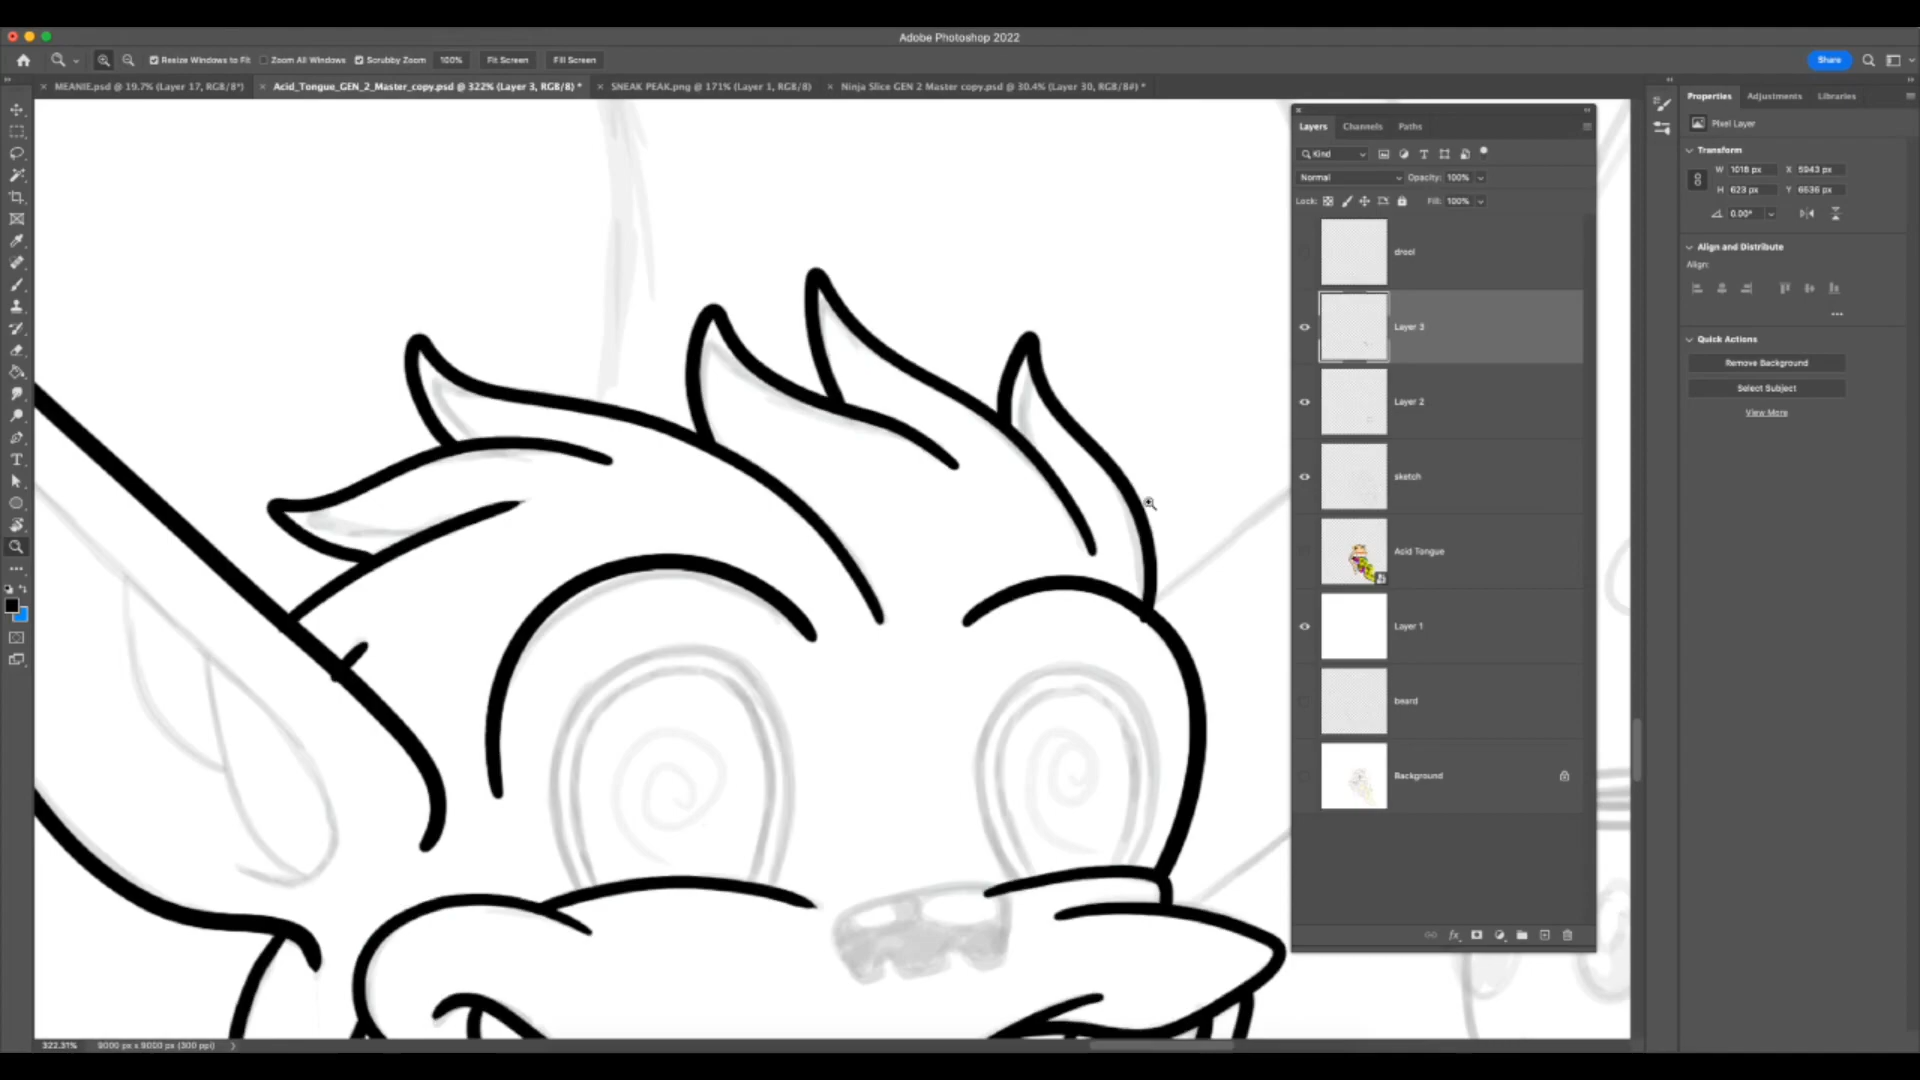 Adobe Photoshop 2022
Resize Windows to Fit Zoom All Windows Scrubby Zoom 100% Fit Screen Fill Screen Share
MEANIE.psd @ 19.7% (Layer 17, RGB/8*) Acid_Tongue_GEN_2_Master_copy.psd @ 322% (Layer 3, RGB/8) * SNEAK PEAK.png @ 171% (Layer 1, RGB/8) Ninja Slice GEN 2 Master copy.psd @ 30.4% (Layer 30, RGB/8#) *
Layers Channels Paths
Kind
Normal Opacity: 100%
Lock: Fill: 100%
drool
Layer 3
Layer 2
sketch
Acid Tongue
Layer 1
beard
Background
fx
Properties Adjustments Libraries
Pixel Layer
Transform
W 1018 px X 5943 px
H 623 px Y 6536 px
0.00°
Align and Distribute
Align:
Quick Actions
Remove Background
Select Subject
View More
322.31% 9000 px x 9000 px (300 ppi)